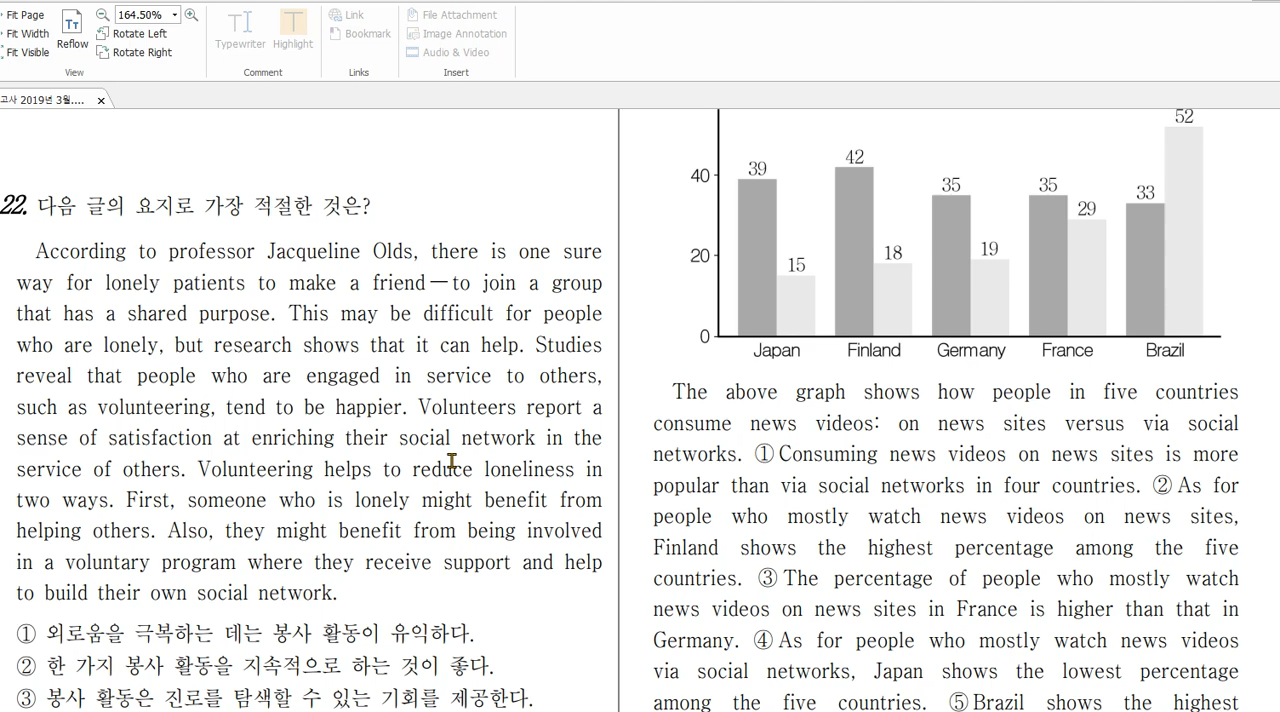 Fit Page
Fit Width
Fit Visible
Reflow
164.50%
Rotate Left
Rotate Right
View
Typewriter
Highlight
Comment
Link
Bookmark
Links
File Attachment
Image Annotation
Audio & Video
Insert
고사 2019년 3월....
22. 다음 글의 요지로 가장 적절한 것은?
According to professor Jacqueline Olds, there is one sure
way for lonely patients to make a friend — to join a group
that has a shared purpose. This may be difficult for people
who are lonely, but research shows that it can help. Studies
reveal that people who are engaged in service to others,
such as volunteering, tend to be happier. Volunteers report a
sense of satisfaction at enriching their social network in the
service of others. Volunteering helps to reduce loneliness in
two ways. First, someone who is lonely might benefit from
helping others. Also, they might benefit from being involved
in a voluntary program where they receive support and help
to build their own social network.
① 외로움을 극복하는 데는 봉사 활동이 유익하다.
② 한 가지 봉사 활동을 지속적으로 하는 것이 좋다.
③ 봉사 활동은 진로를 탐색할 수 있는 기회를 제공한다.
52
40
39
42
35
35
33
29
20
15
18
19
0
Japan Finland Germany France Brazil
The above graph shows how people in five countries
consume news videos: on news sites versus via social
networks. ① Consuming news videos on news sites is more
popular than via social networks in four countries. ② As for
people who mostly watch news videos on news sites,
Finland shows the highest percentage among the five
countries. ③ The percentage of people who mostly watch
news videos on news sites in France is higher than that in
Germany. ④ As for people who mostly watch news videos
via social networks, Japan shows the lowest percentage
among the five countries. ⑤ Brazil shows the highest